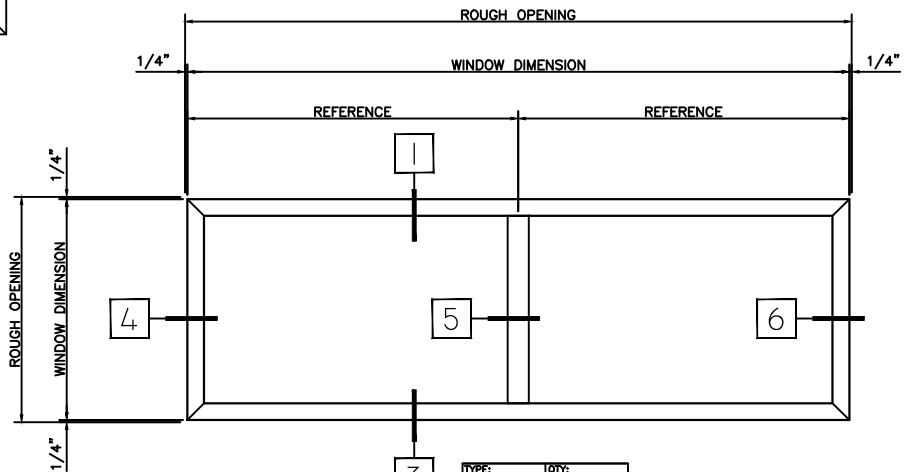 ROUGH OPENING
1/4" WINDOW DIMENSION 1/4"
REFERENCE REFERENCE
1
1/4"
ROUGH OPENING
WINDOW DIMENSION
4 5 6
1/4"
3
TYPE: QTY: